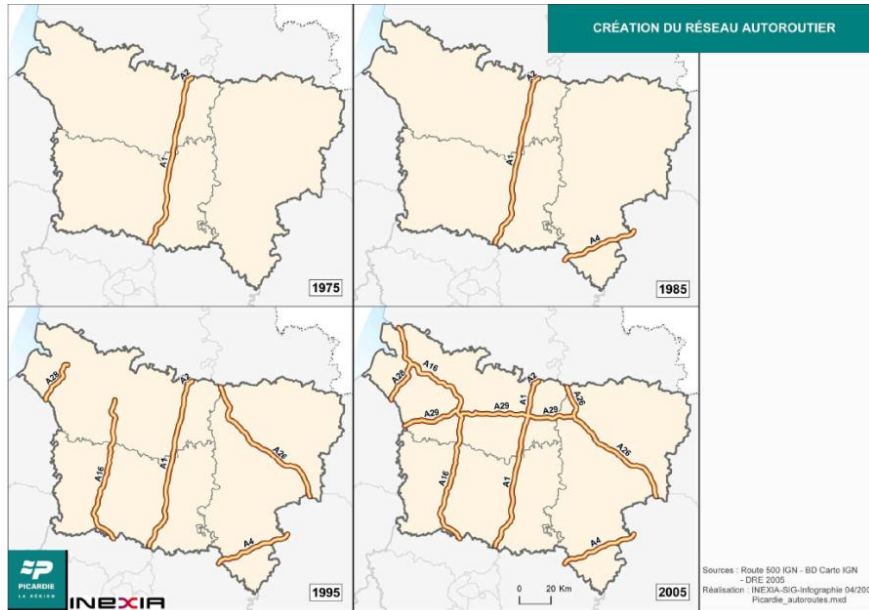 CRÉATION DU RÉSEAU AUTOROUTIER
A2
A1
1975
A2
A1
A4
1985
A28
A2
A16
A1
A26
A4
1995
A16
A28
A2
A1
A26
A29
A29
A29
A26
A16
A1
A4
0 20 Km
2005
PICARDIE
LA RÉGION
INEXIA
Sources : Route 500 IGN - BD Carto IGN
- DRE 2005
Réalisation : INEXIA-SIG-Infographie 04/200
Picardie_autoroutes.mxd